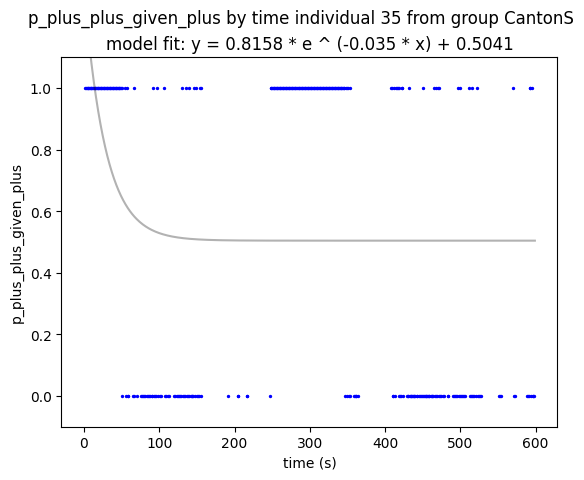 p_plus_plus_given_plus by time individual 35 from group CantonS
model fit: y = 0.8158 * e ^ (-0.035 * x) + 0.5041
1.0
0.8
0.6
0.4
0.2
0.0
p_plus_plus_given_plus
0 100 200 300 400 500 600
time (s)